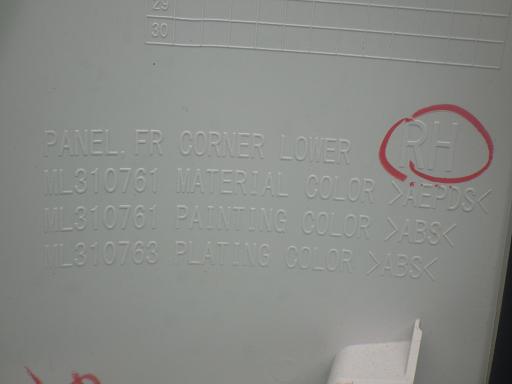 29
30
PANEL. FR CORNER LOWER RH
ML310761 MATERIAL COLOR >AEPDS<
ML310761 PAINTING COLOR >ABS<
ML310763 PLATING COLOR >ABS<